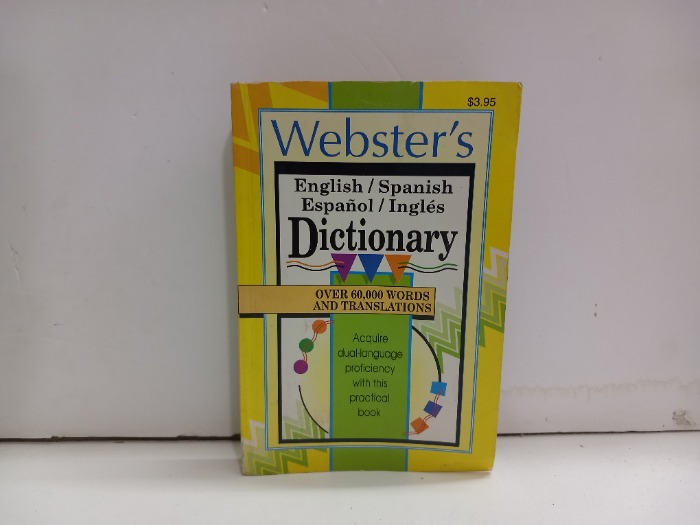 $3.95
Webster's
English / Spanish
Español / Inglés
Dictionary
OVER 60,000 WORDS
AND TRANSLATIONS
Acquire
dual-language
proficiency
with this
practical
book